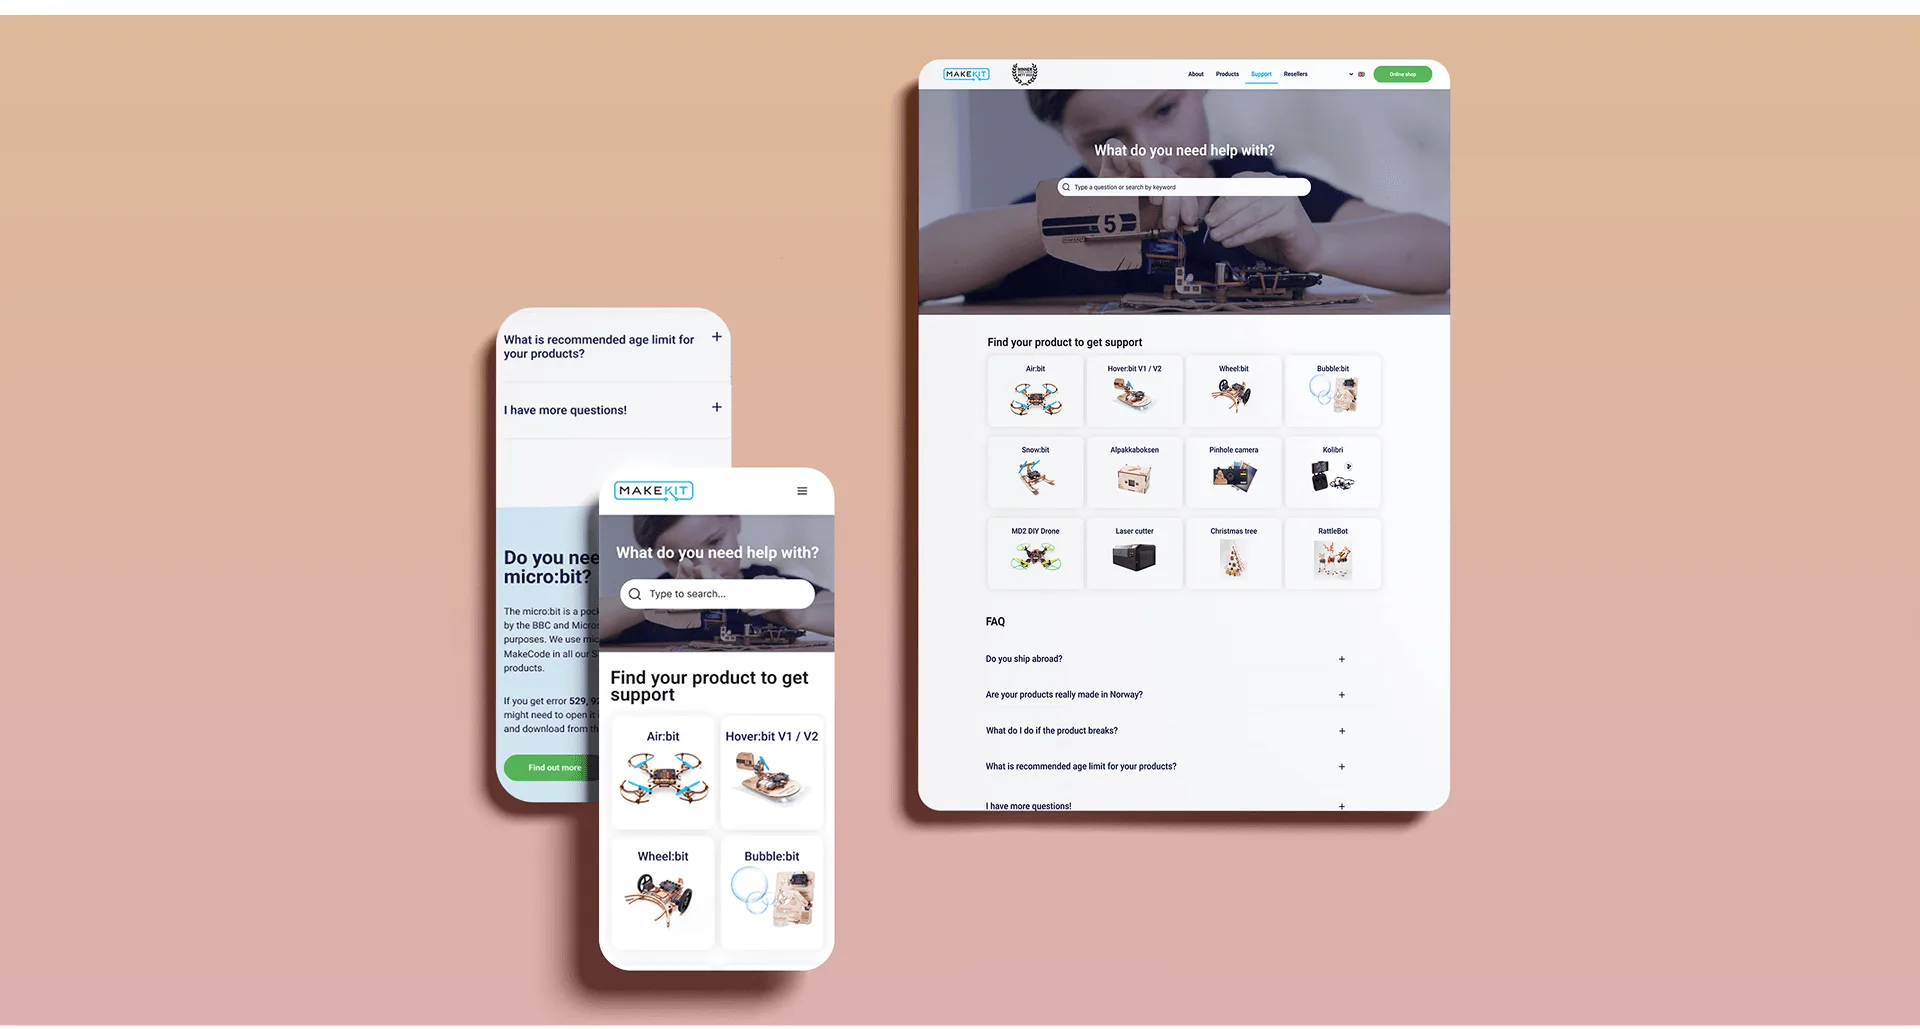 What is recommended age limit for
your products?
I have more questions!
Do you nee
micro:bit?
The micro:bit is a pock
by the BBC and Micros
purposes. We use mic
MakeCode in all our S
products.
If you get error 529, 92
might need to open it
and download from th
Find out more
MAKEKIT
What do you need help with?
Type to search...
Find your product to get
support
Air:bit
Hover:bit V1 / V2
Wheel:bit
Bubble:bit
MAKEKIT
WINNER
About
Products
Support
Resellers
Online shop
What do you need help with?
Type a question or search by keyword
5
Find your product to get support
Air:bit
Hover:bit V1 / V2
Wheel:bit
Bubble:bit
Snow:bit
Alpakkaboksen
Pinhole camera
Kolibri
MD2 DIY Drone
Laser cutter
Christmas tree
RattleBot
FAQ
Do you ship abroad?
Are your products really made in Norway?
What do I do if the product breaks?
What is recommended age limit for your products?
I have more questions!